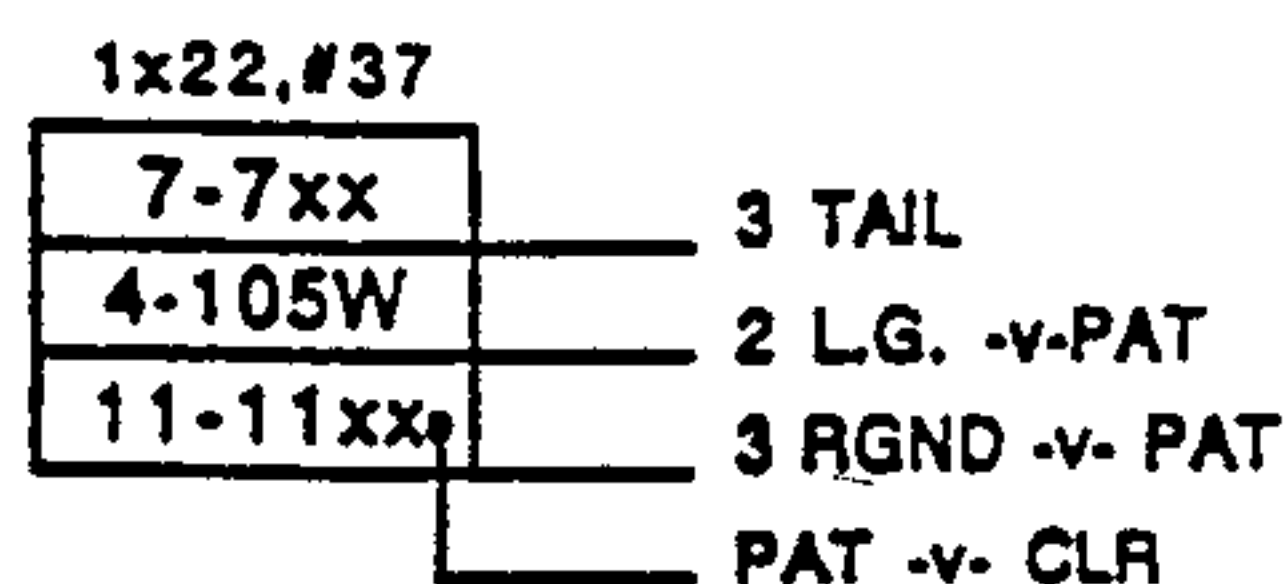 1x22,#37
7-7xx
3 TAIL
4-105W
2 L.G. -v-PAT
11-11xx
3 RGND -v- PAT
PAT -v- CLR